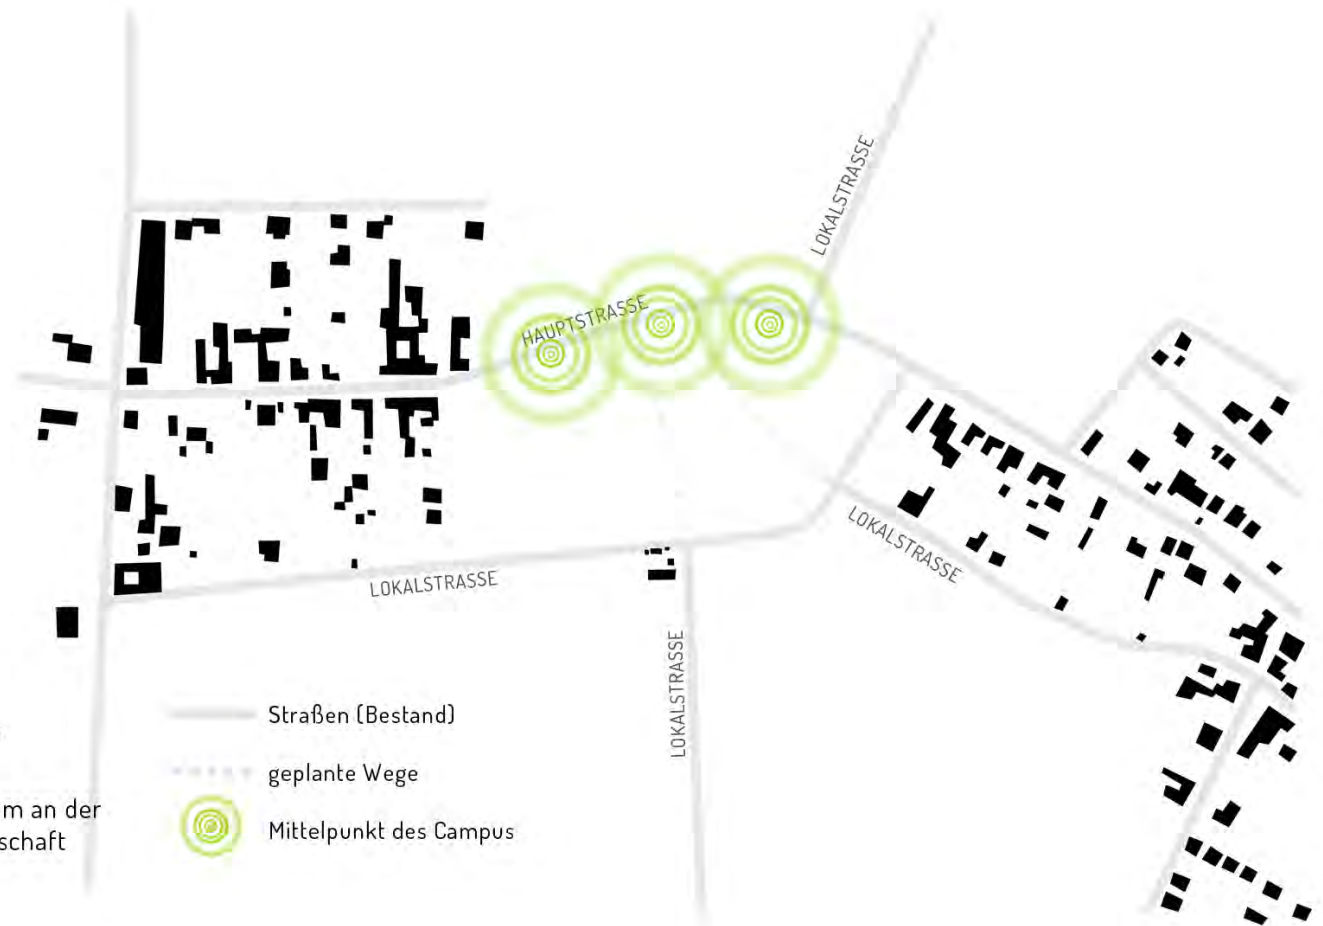 LOKALSTRASSE
HAUPTSTRASSE
LOKALSTRASSE
LOKALSTRASSE
LOKALSTRASSE
Straßen (Bestand)
geplante Wege
m an der
schaft
Mittelpunkt des Campus